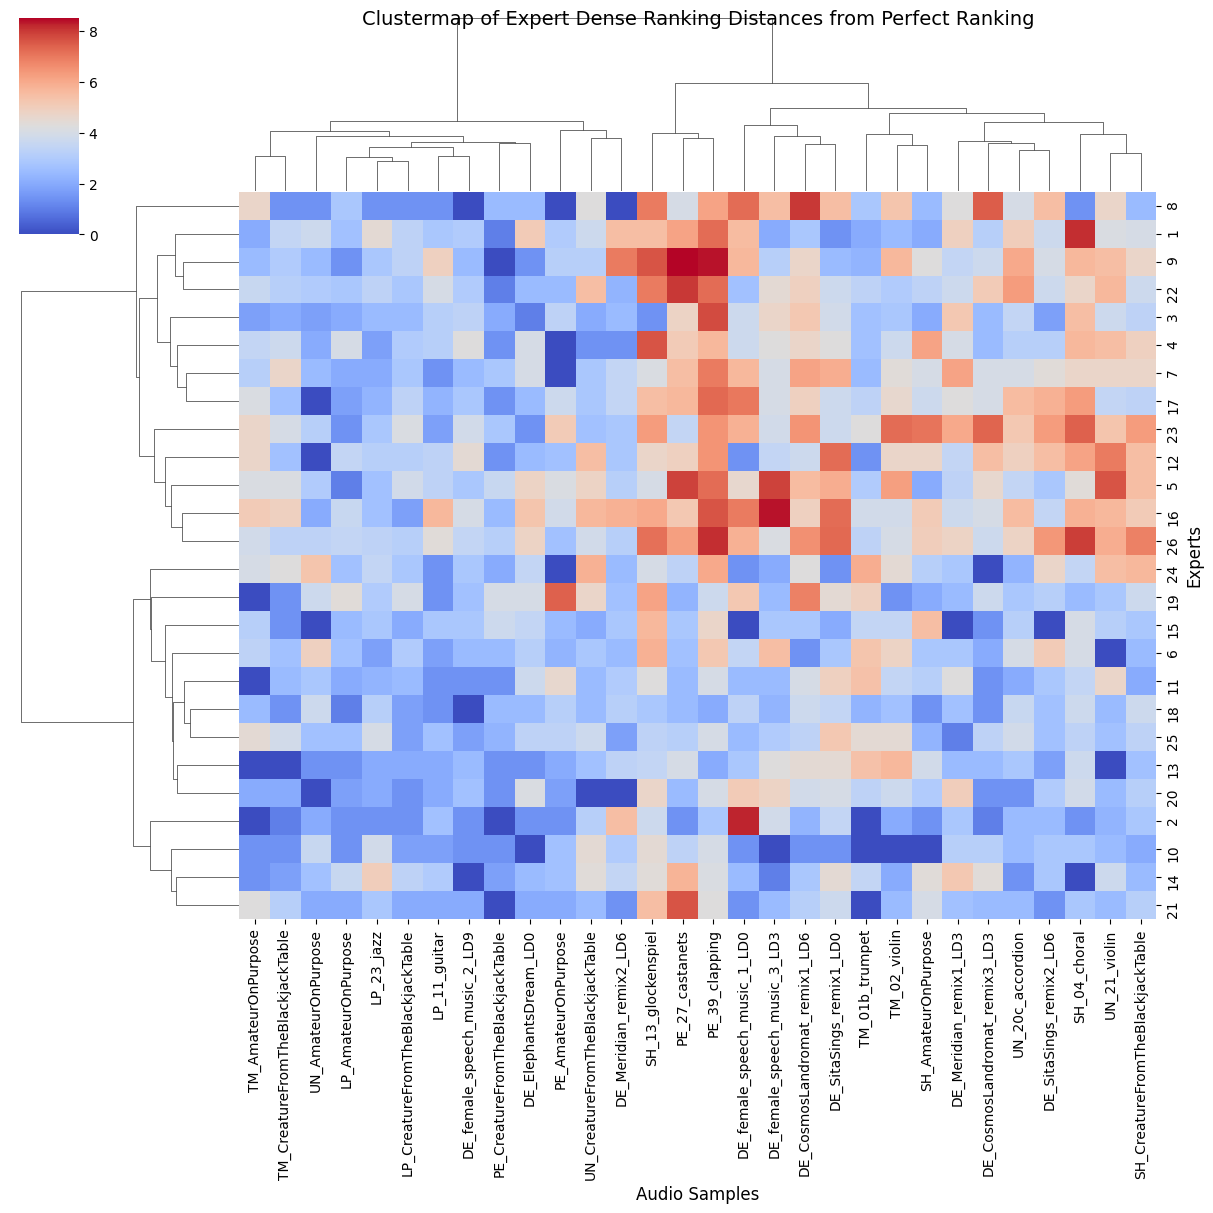 Clustermap of Expert Dense Ranking Distances from Perfect Ranking
8
6
4
2
0
8
1
9
22
3
4
7
17
23
12
5
16
26
24
19
15
6
11
18
25
13
20
2
10
14
21
Experts
TM_AmateurOnPurpose
TM_CreatureFromTheBlackjackTable
UN_AmateurOnPurpose
LP_AmateurOnPurpose
LP_23_jazz
LP_CreatureFromTheBlackjackTable
LP_11_guitar
DE_female_speech_music_2_LD9
PE_CreatureFromTheBlackjackTable
DE_ElephantsDream_LD0
PE_AmateurOnPurpose
UN_CreatureFromTheBlackjackTable
DE_Meridian_remix2_LD6
SH_13_glockenspiel
PE_27_castanets
PE_39_clapping
DE_female_speech_music_1_LD0
DE_female_speech_music_3_LD3
DE_CosmosLandromat_remix1_LD6
DE_SitaSings_remix1_LD0
TM_01b_trumpet
TM_02_violin
SH_AmateurOnPurpose
DE_Meridian_remix1_LD3
DE_CosmosLandromat_remix3_LD3
UN_20c_accordion
DE_SitaSings_remix2_LD6
SH_04_choral
UN_21_violin
SH_CreatureFromTheBlackjackTable
Audio Samples